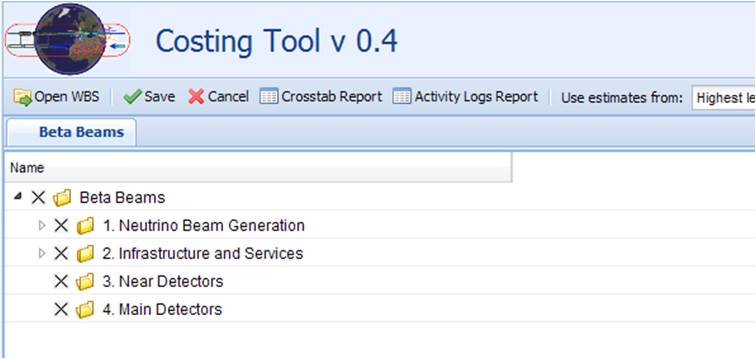 Costing Tool v 0.4
Open WBS Save Cancel Crosstab Report Activity Logs Report Use estimates from: Highest le
Beta Beams
Name
Beta Beams
1. Neutrino Beam Generation
2. Infrastructure and Services
3. Near Detectors
4. Main Detectors